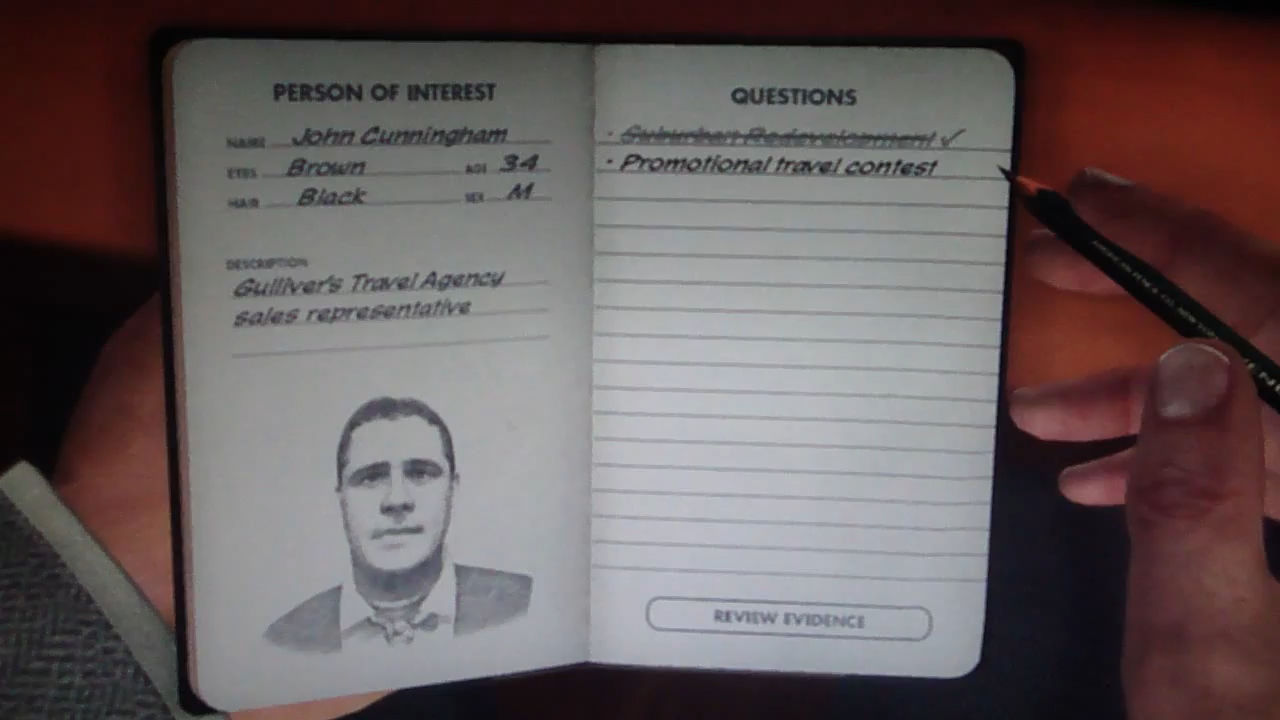 PERSON OF INTEREST
NAME John Cunningham
EYES Brown AGE 34
HAIR Black SEX M
DESCRIPTION
Gulliver's Travel Agency
sales representative
QUESTIONS
· Suburban Redevelopment ✓
· Promotional travel contest
REVIEW EVIDENCE